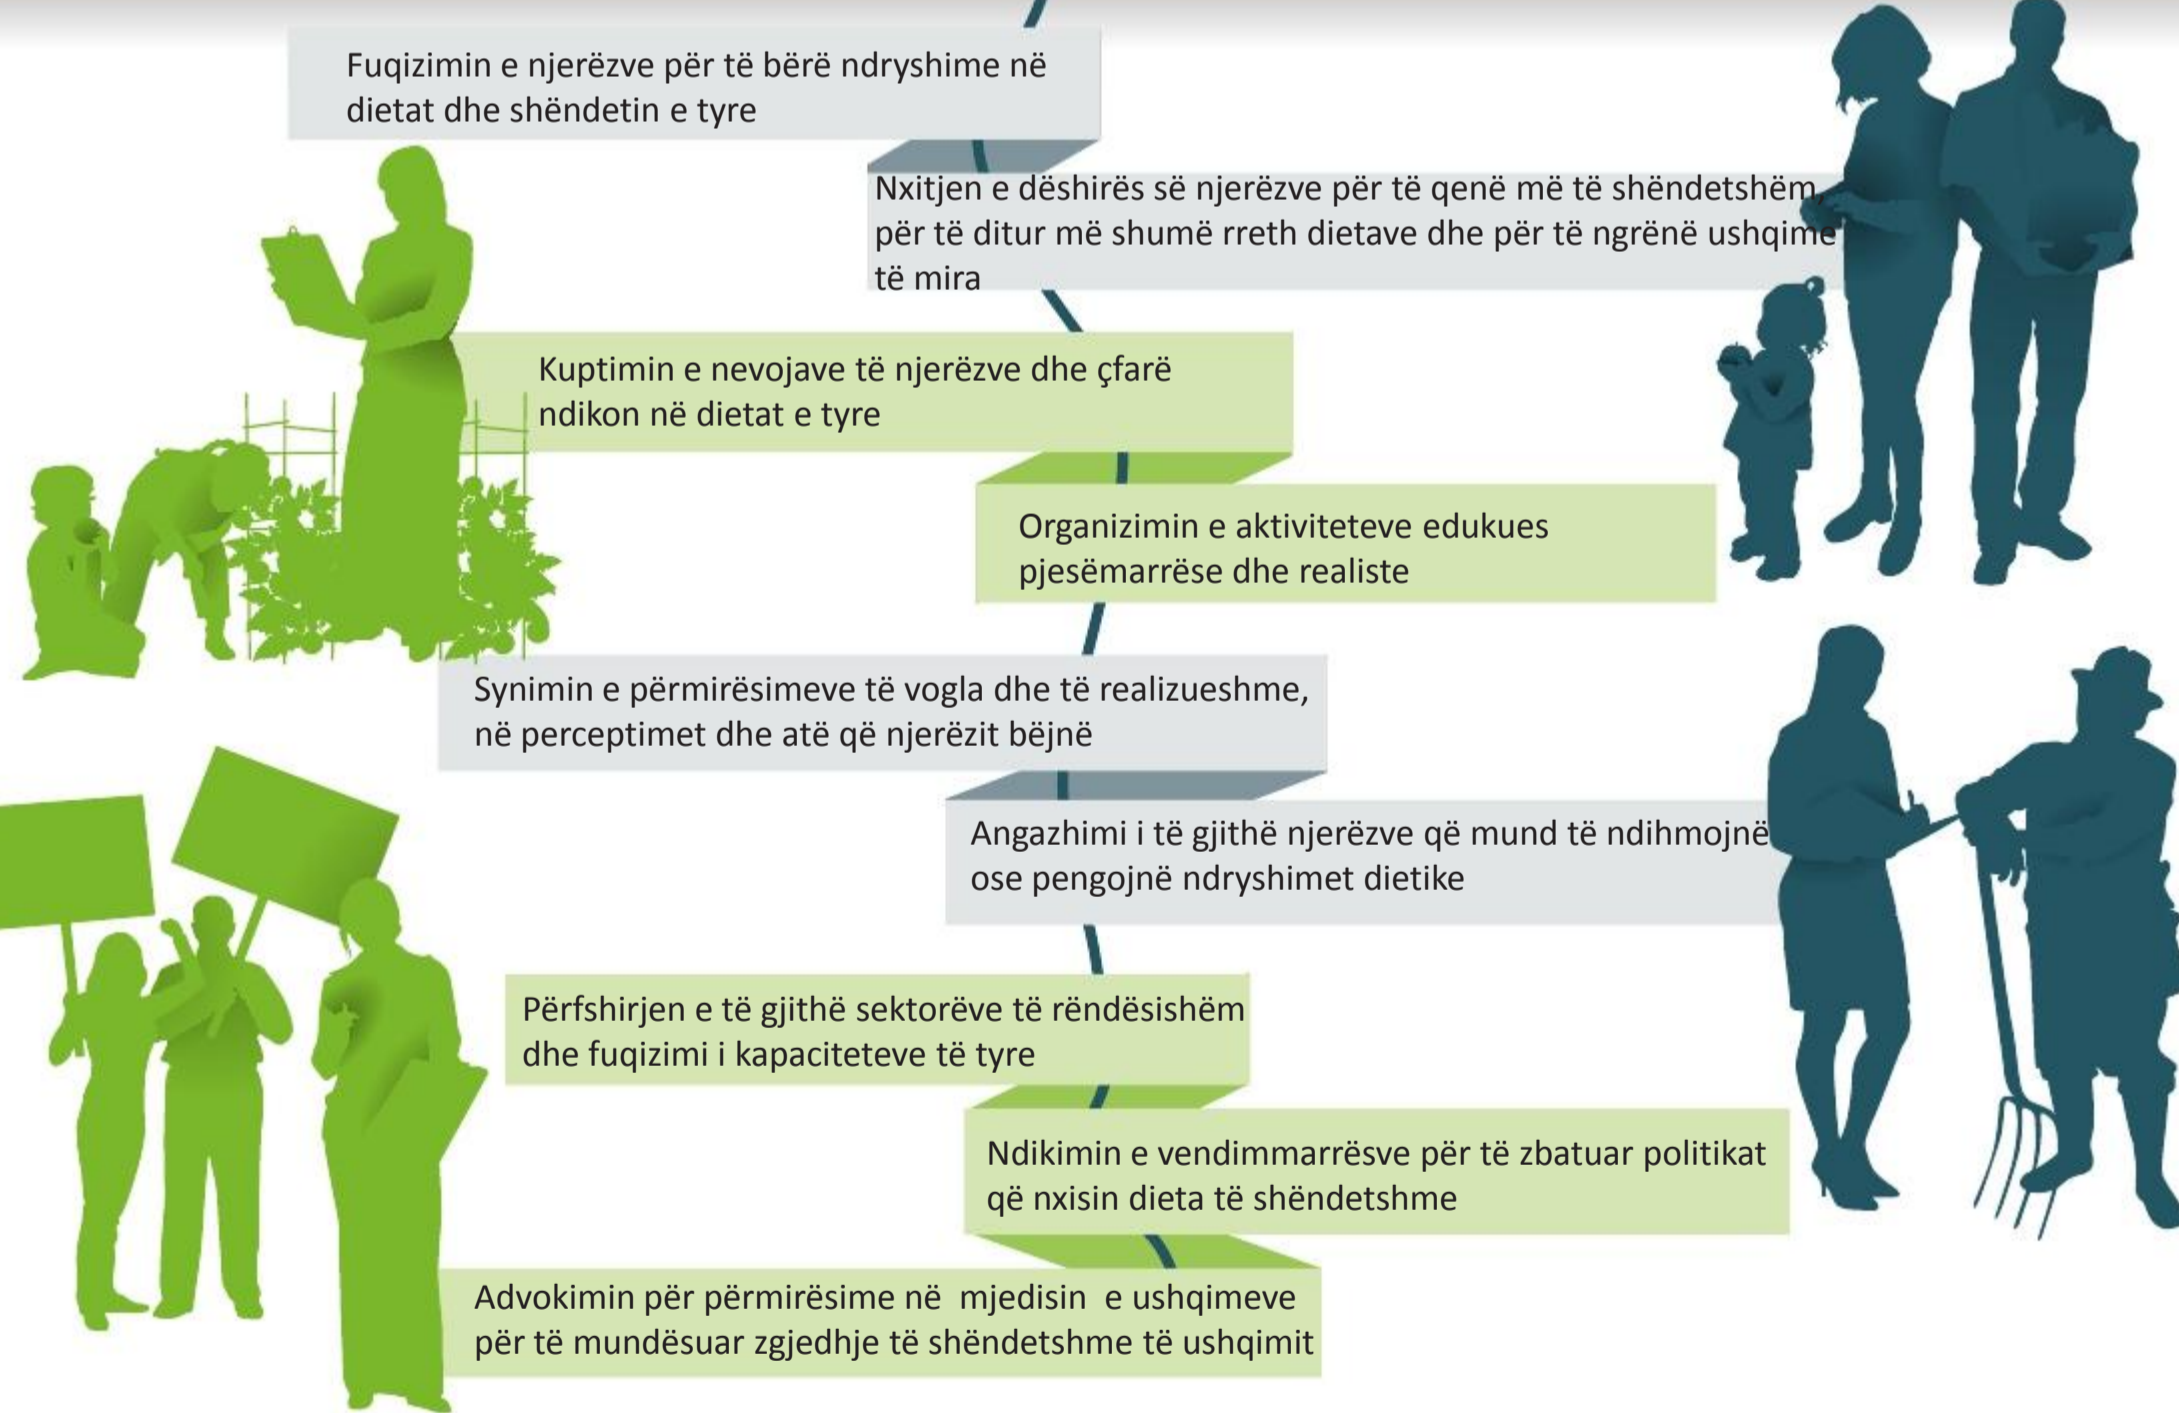 Fuqizimin e njerëzve për të bërë ndryshime në
dietat dhe shëndetin e tyre
Nxitjen e dëshirës së njerëzve për të qenë më të shëndetshëm,
për të ditur më shumë rreth dietave dhe për të ngrënë ushqime
të mira
Kuptimin e nevojave të njerëzve dhe çfarë
ndikon në dietat e tyre
Organizimin e aktiviteteve edukues
pjesëmarrëse dhe realiste
Synimin e përmirësimeve të vogla dhe të realizueshme,
në perceptimet dhe atë që njerëzit bëjnë
Angazhimi i të gjithë njerëzve që mund të ndihmojnë
ose pengojnë ndryshimet dietike
Përfshirjen e të gjithë sektorëve të rëndësishëm
dhe fuqizimi i kapaciteteve të tyre
Ndikimin e vendimmarrësve për të zbatuar politikat
që nxisin dieta të shëndetshme
Advokimin për përmirësime në  mjedisin  e ushqimeve
për të mundësuar zgjedhje të shëndetshme të ushqimit